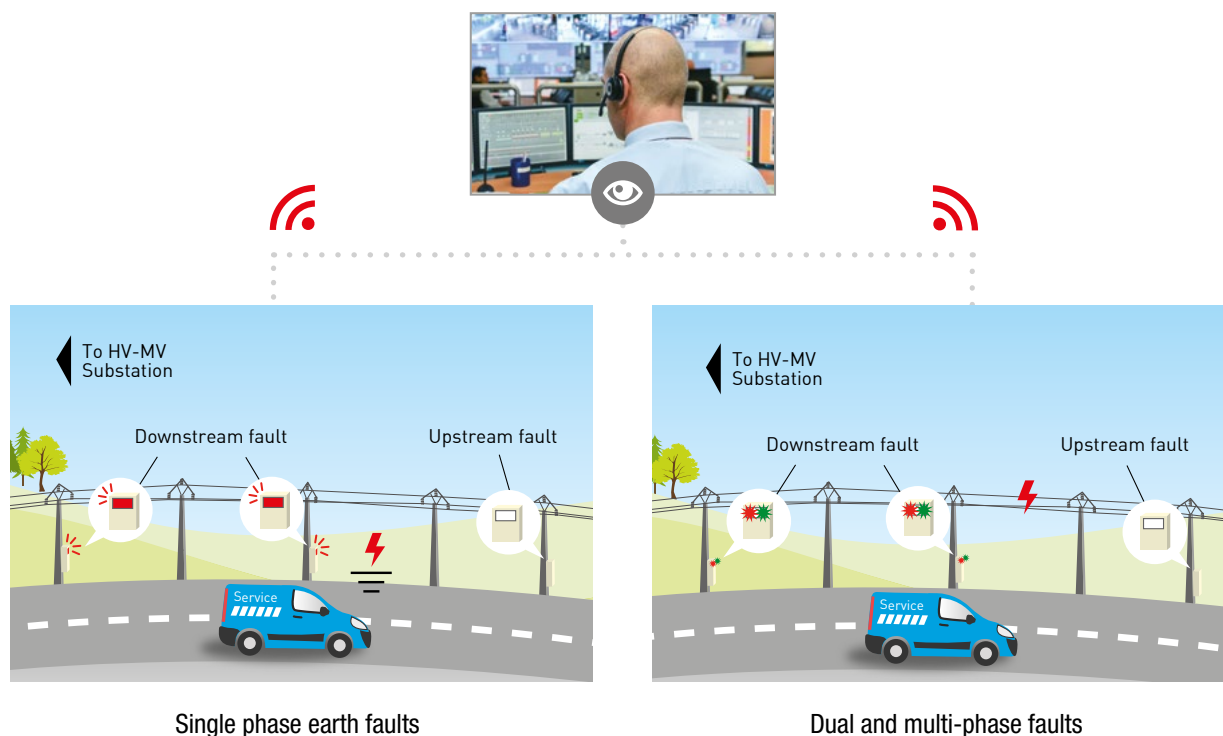 To HV-MV
Substation
Downstream fault
Upstream fault
Service
Single phase earth faults
To HV-MV
Substation
Downstream fault
Upstream fault
Service
Dual and multi-phase faults